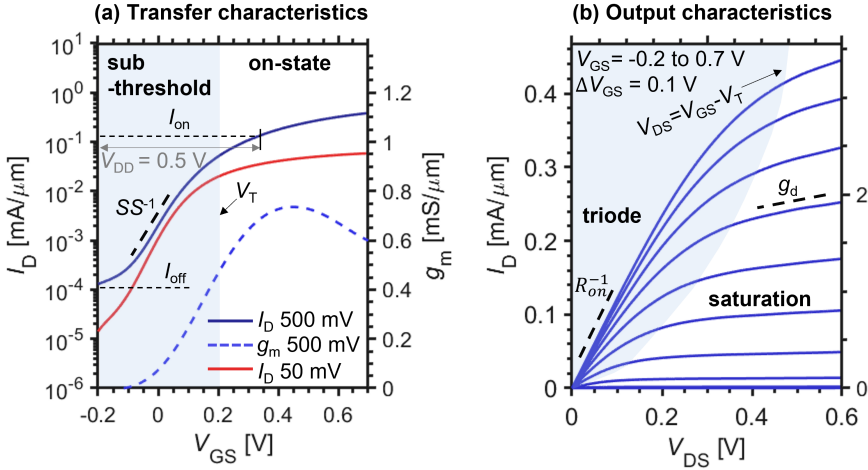 (a) Transfer characteristics
10^1
10^0
10^-1
10^-2
10^-3
10^-4
10^-5
10^-6
I_D [mA/μm]
sub
-threshold
on-state
I_on
V_DD = 0.5 V
SS^-1
V_T
I_off
I_D 500 mV
g_m 500 mV
I_D 50 mV
1.2
1
0.8
0.6
0.4
0.2
0
g_m [mS/μm]
-0.2 0 0.2 0.4 0.6
V_GS [V]
(b) Output characteristics
V_GS= -0.2 to 0.7 V
ΔV_GS = 0.1 V
V_DS=V_GS-V_T
0.4
0.3
0.2
0.1
0
I_D [mA/μm]
g_d
triode
R_on^-1
saturation
2
0
0 0.2 0.4 0.6
V_DS [V]